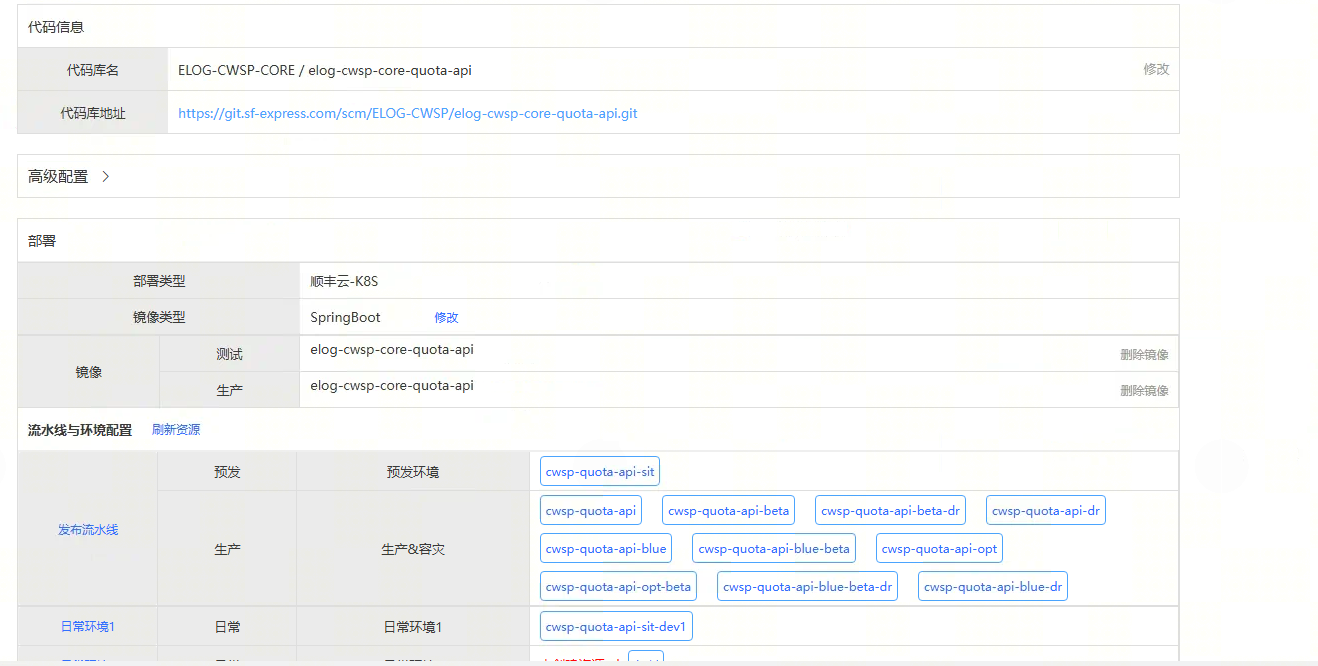 代码信息
代码库名 ELOG-CWSP-CORE / elog-cwsp-core-quota-api 修改
代码库地址 https://git.sf-express.com/scm/ELOG-CWSP/elog-cwsp-core-quota-api.git
高级配置 >
部署
部署类型 顺丰云-K8S
镜像类型 SpringBoot 修改
镜像 测试 elog-cwsp-core-quota-api 删除镜像
生产 elog-cwsp-core-quota-api 删除镜像
流水线与环境配置 刷新资源
发布流水线 预发 预发环境 cwsp-quota-api-sit
生产 生产&容灾 cwsp-quota-api cwsp-quota-api-beta cwsp-quota-api-beta-dr cwsp-quota-api-dr
cwsp-quota-api-blue cwsp-quota-api-blue-beta cwsp-quota-api-opt
cwsp-quota-api-opt-beta cwsp-quota-api-blue-beta-dr cwsp-quota-api-blue-dr
日常环境1 日常 日常环境1 cwsp-quota-api-sit-dev1